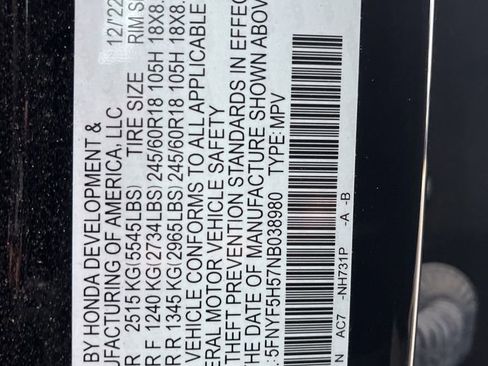 BY HONDA DEVELOPMENT &
UFACTURING OF AMERICA, LLC 12/22
R 2515 KG(5545LBS) TIRE SIZE RIM SI
R F 1240 KG(2734LBS) 245/60R18 105H 18X8.
R R 1345 KG(2965LBS) 245/60R18 105H 18X8.
VEHICLE CONFORMS TO ALL APPLICABLE
ERAL MOTOR VEHICLE SAFETY
THEFT PREVENTION STANDARDS IN EFFEC
THE DATE OF MANUFACTURE SHOWN ABOV
: 5FNYF5H57NB038980 TYPE: MPV
N AC7 -NH731P -A -B